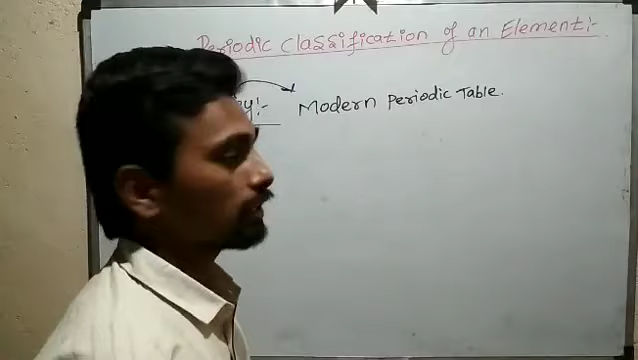 Periodic Classification of an Element:-
Modern Periodic Table.